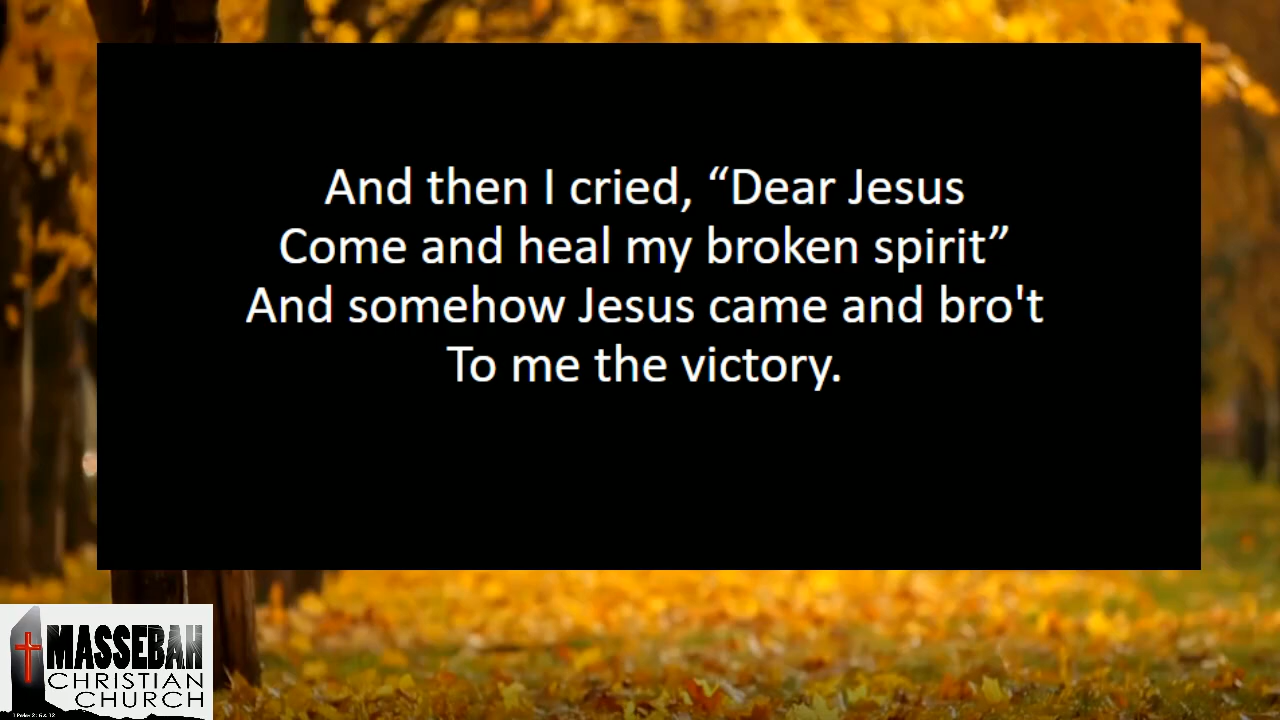 And then I cried, “Dear Jesus
Come and heal my broken spirit”
And somehow Jesus came and bro't
To me the victory.
MASSEBAH
CHRISTIAN
CHURCH